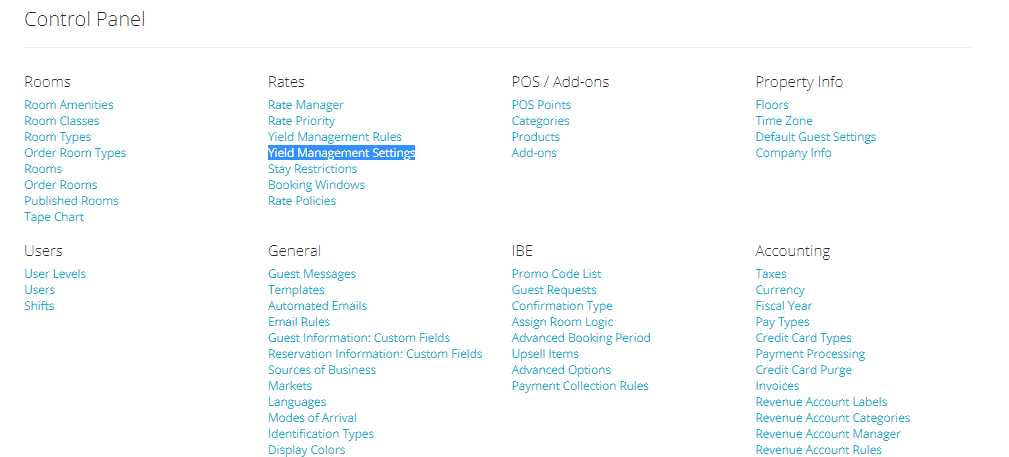 Control Panel
Rooms
Room Amenities
Room Classes
Room Types
Order Room Types
Rooms
Order Rooms
Published Rooms
Tape Chart
Rates
Rate Manager
Rate Priority
Yield Management Rules
Yield Management Settings
Stay Restrictions
Booking Windows
Rate Policies
POS / Add-ons
POS Points
Categories
Products
Add-ons
Property Info
Floors
Time Zone
Default Guest Settings
Company Info
Users
User Levels
Users
Shifts
General
Guest Messages
Templates
Automated Emails
Email Rules
Guest Information: Custom Fields
Reservation Information: Custom Fields
Sources of Business
Markets
Languages
Modes of Arrival
Identification Types
Display Colors
IBE
Promo Code List
Guest Requests
Confirmation Type
Assign Room Logic
Advanced Booking Period
Upsell Items
Advanced Options
Payment Collection Rules
Accounting
Taxes
Currency
Fiscal Year
Pay Types
Credit Card Types
Payment Processing
Credit Card Purge
Invoices
Revenue Account Labels
Revenue Account Categories
Revenue Account Manager
Revenue Account Rules